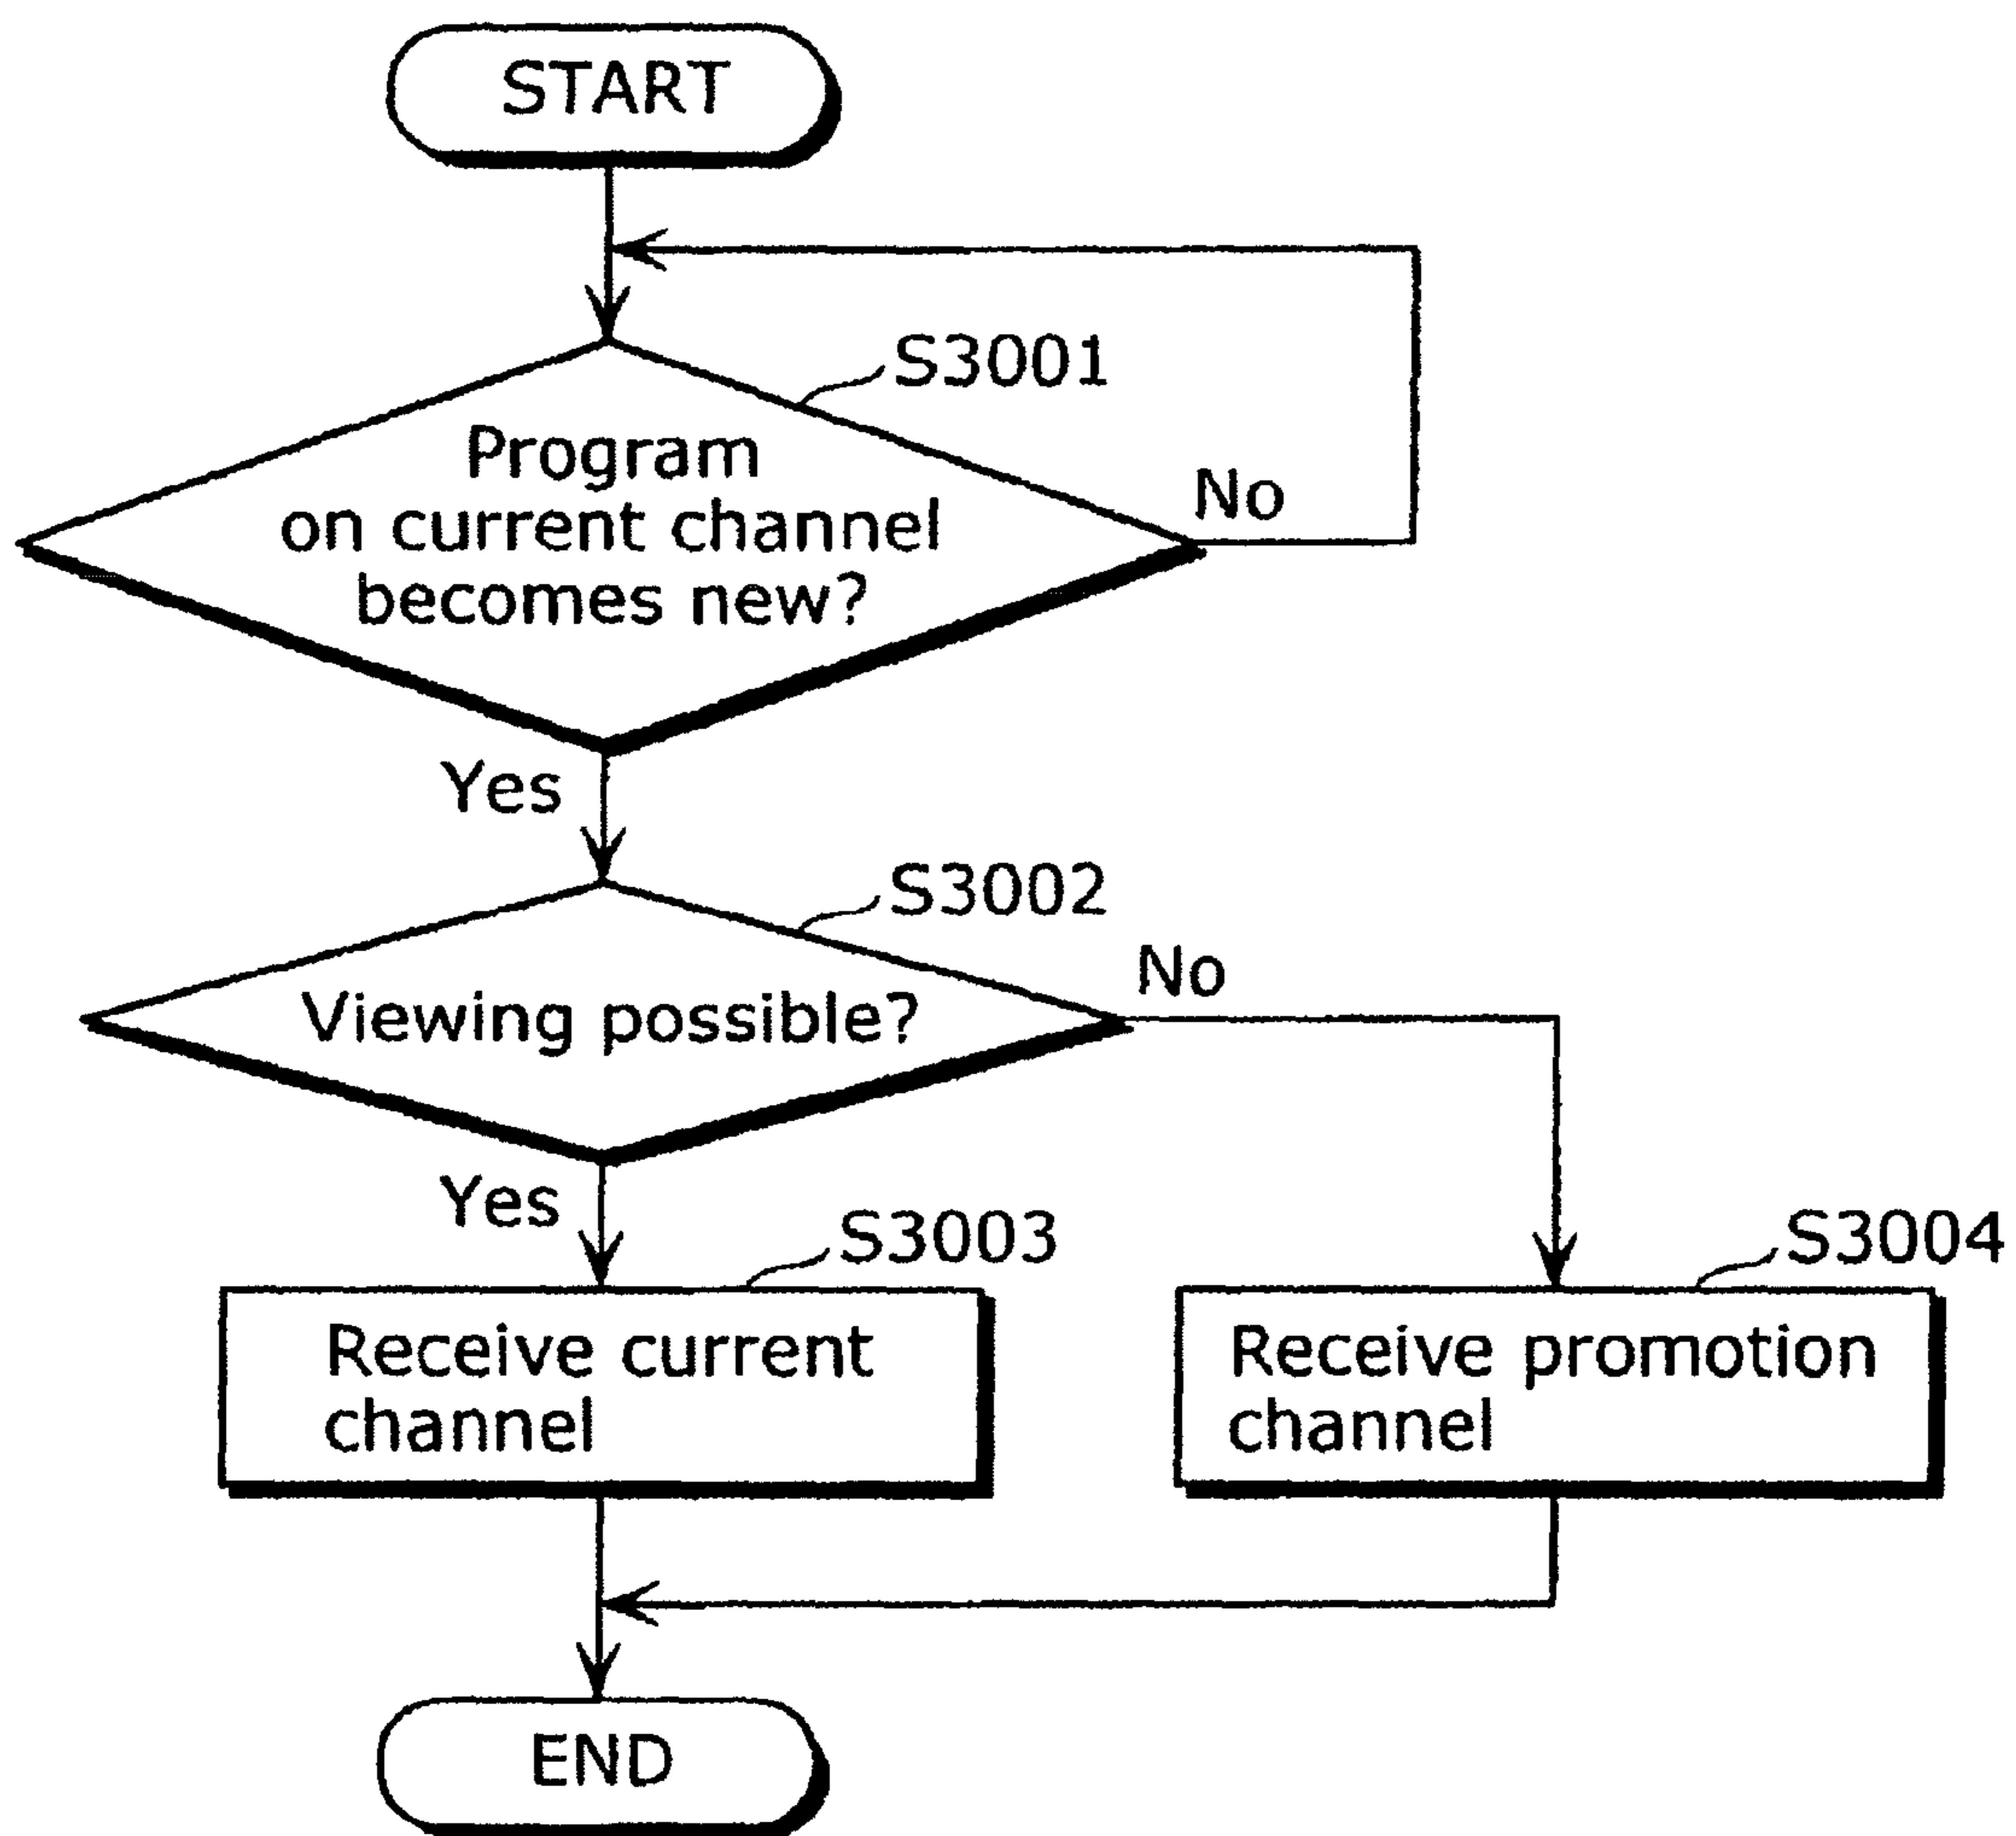 START
S3001
Program
on current channel
becomes new?
No
Yes
S3002
No
Viewing possible?
Yes
S3003
S3004
Receive current
channel
Receive promotion
channel
END